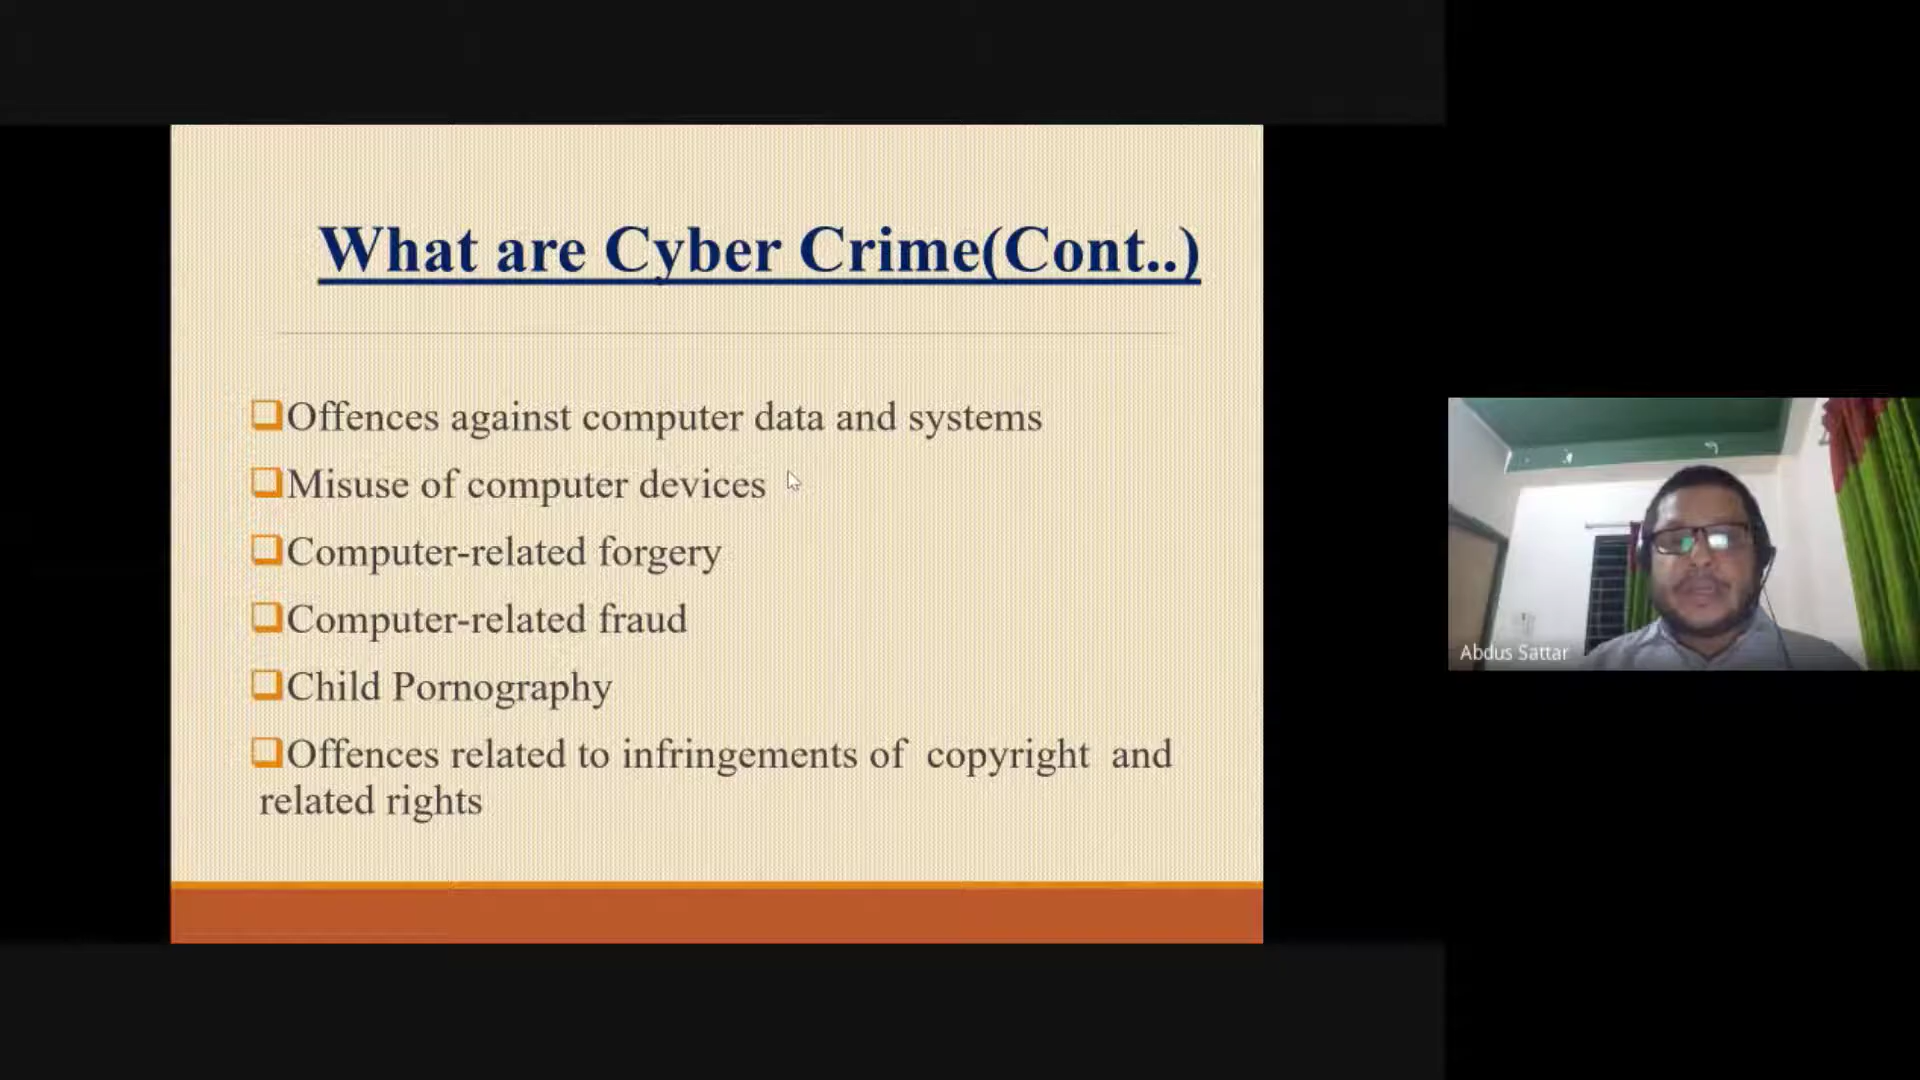 What are Cyber Crime(Cont..)
Offences against computer data and systems
Misuse of computer devices
Computer-related forgery
Computer-related fraud
Child Pornography
Offences related to infringements of copyright and
related rights
Abdus Sattar